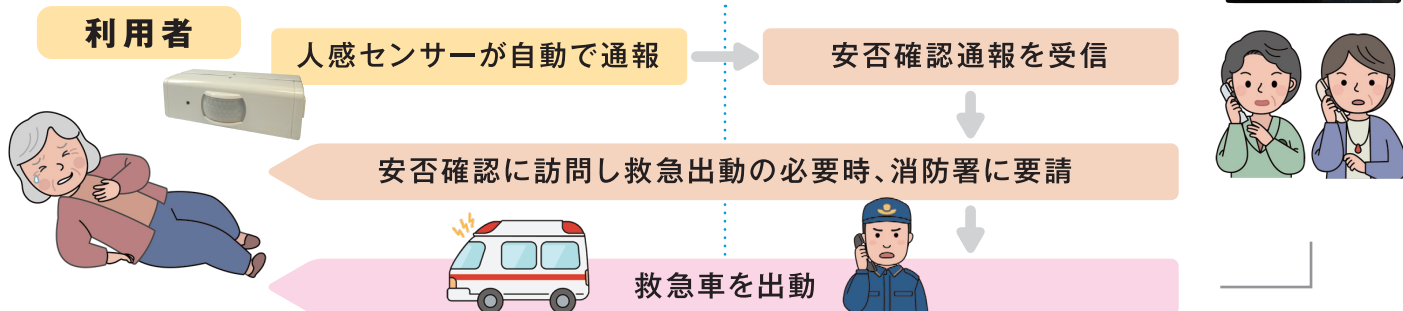 利用者
人感センサーが自動で通報
安否確認通報を受信
安否確認に訪問し救急出動の必要時、消防署に要請
救急車を出動